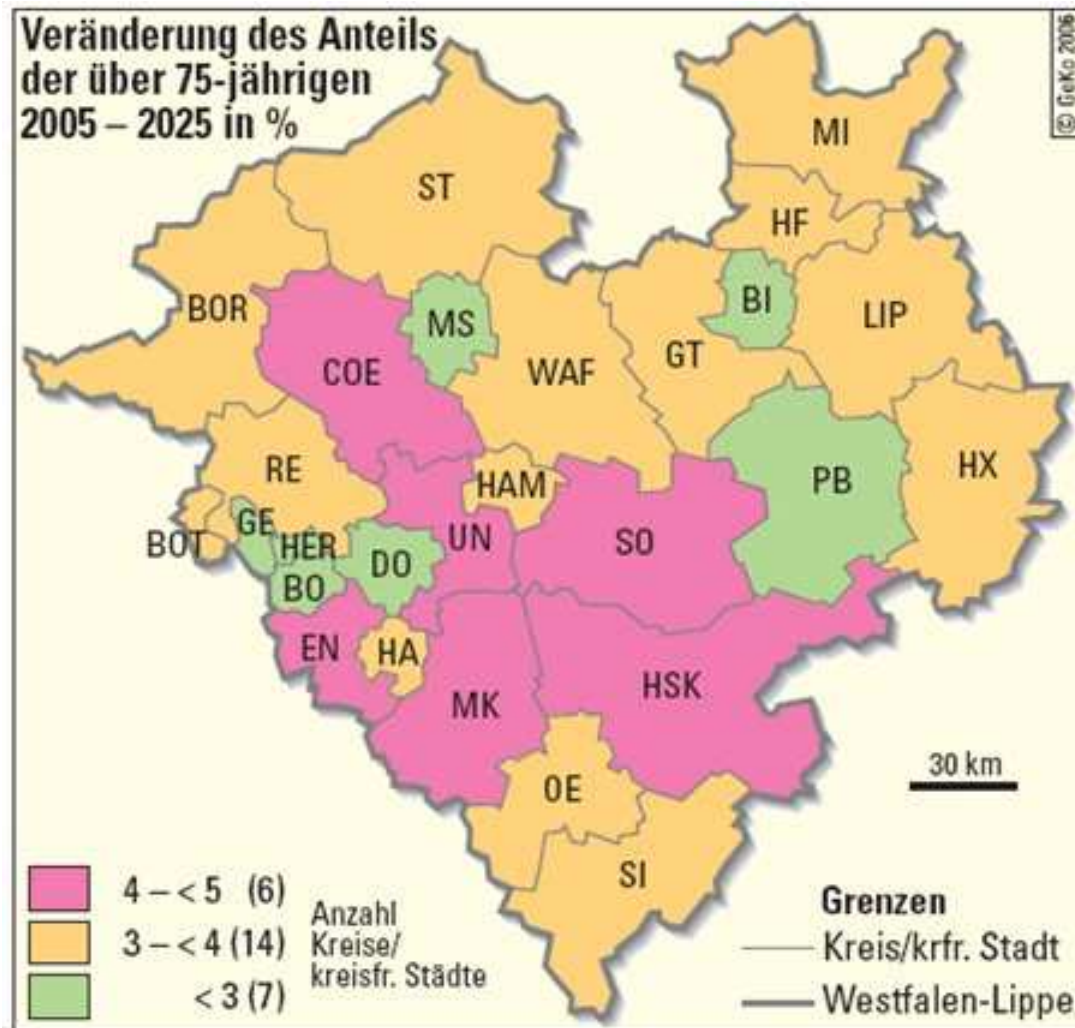 Veränderung des Anteils
der über 75-jährigen
2005 – 2025 in %
© GeKo 2006
MI
ST
HF
BI
LIP
BOR
MS
GT
COE
WAF
HX
RE
HAM
PB
GE
BOT
HER
DO
UN
SO
BO
EN
HA
HSK
MK
30 km
OE
SI
4 – < 5 (6)
3 – < 4 (14)
< 3 (7)
Anzahl
Kreise/
kreisfr. Städte
Grenzen
Kreis/krfr. Stadt
Westfalen-Lippe